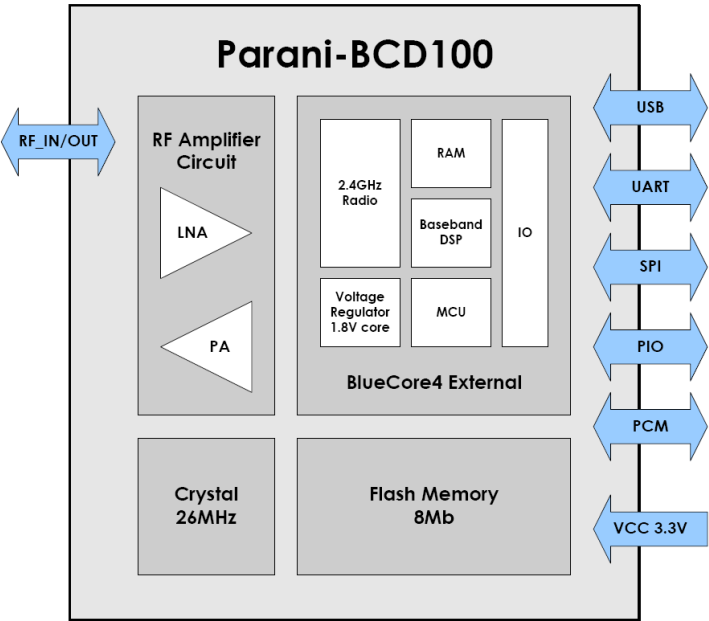 Parani-BCD100
RF_IN/OUT
RF Amplifier
Circuit
LNA
PA
2.4GHz
Radio
RAM
Baseband
DSP
IO
Voltage
Regulator
1.8V core
MCU
BlueCore4 External
Crystal
26MHz
Flash Memory
8Mb
USB
UART
SPI
PIO
PCM
VCC 3.3V